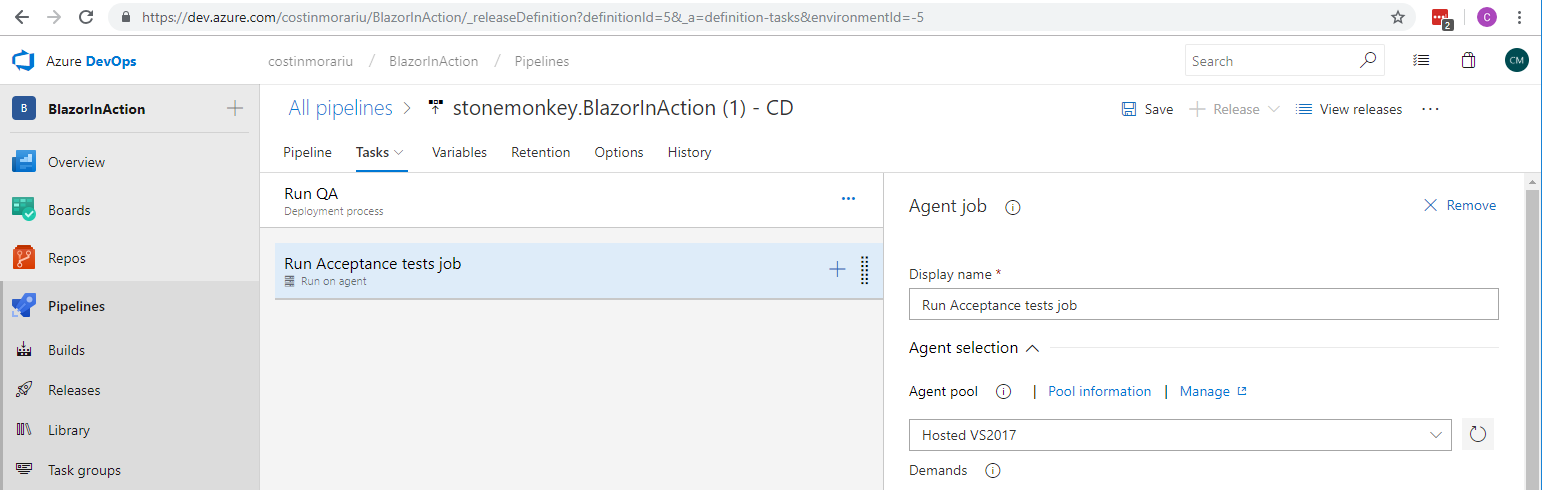 https://dev.azure.com/costinmorariu/BlazorInAction/_releaseDefinition?definitionId=5&_a=definition-tasks&environmentId=-5
2
C
Azure DevOps
costinmorariu / BlazorInAction / Pipelines
Search
CM
B
BlazorInAction
All pipelines
stonemonkey.BlazorInAction (1) - CD
Save
Release
View releases
Overview
Boards
Repos
Pipelines
Builds
Releases
Library
Task groups
Pipeline
Tasks
Variables
Retention
Options
History
Run QA
Deployment process
Run Acceptance tests job
Run on agent
Agent job
Remove
Display name *
Run Acceptance tests job
Agent selection
Agent pool | Pool information | Manage
Hosted VS2017
Demands